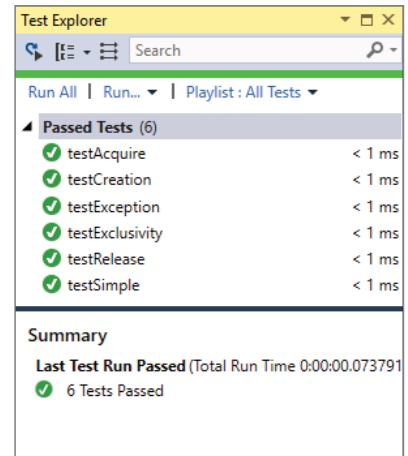 Test Explorer
Search
Run All | Run... | Playlist : All Tests
Passed Tests (6)
testAcquire < 1 ms
testCreation < 1 ms
testException < 1 ms
testExclusivity < 1 ms
testRelease < 1 ms
testSimple < 1 ms
Summary
Last Test Run Passed (Total Run Time 0:00:00.073791
6 Tests Passed